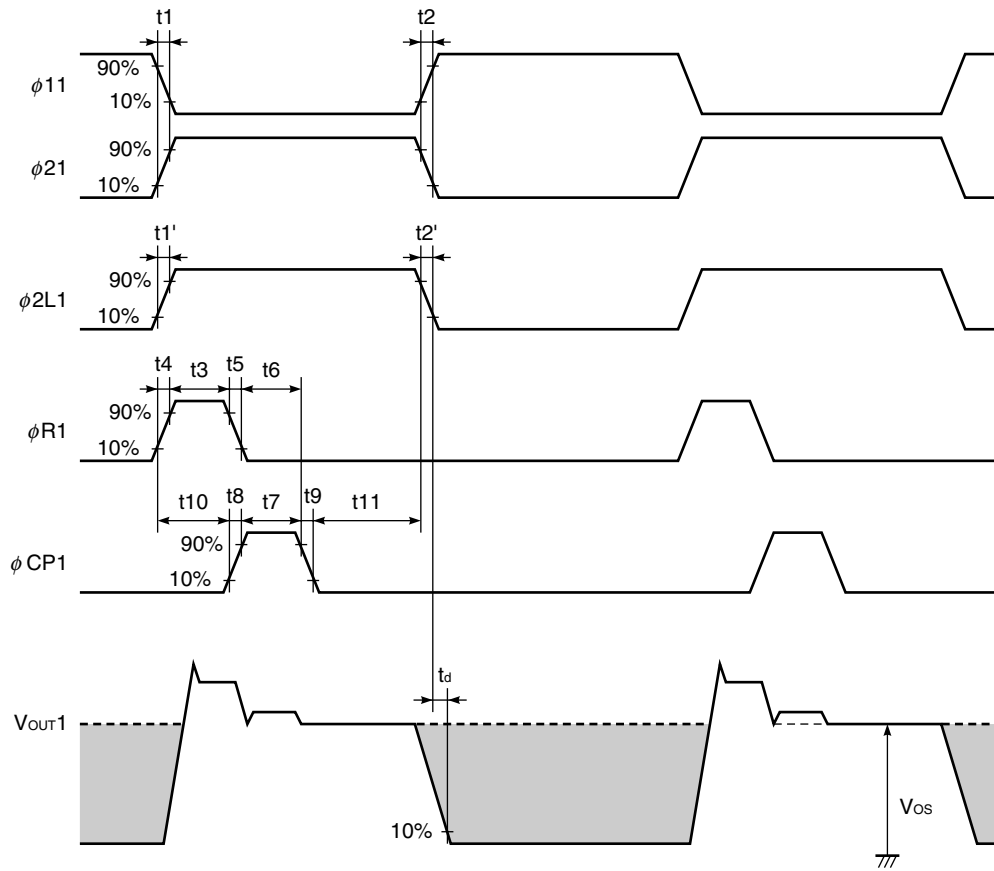 t1 t2
90%
ϕ11
10%
90%
ϕ21
10%
t1' t2'
90%
ϕ2L1
10%
t4 t3 t5 t6
90%
ϕR1
10%
t10 t8 t7 t9 t11
90%
ϕCP1
10%
td
VOUT1
VOS
10%